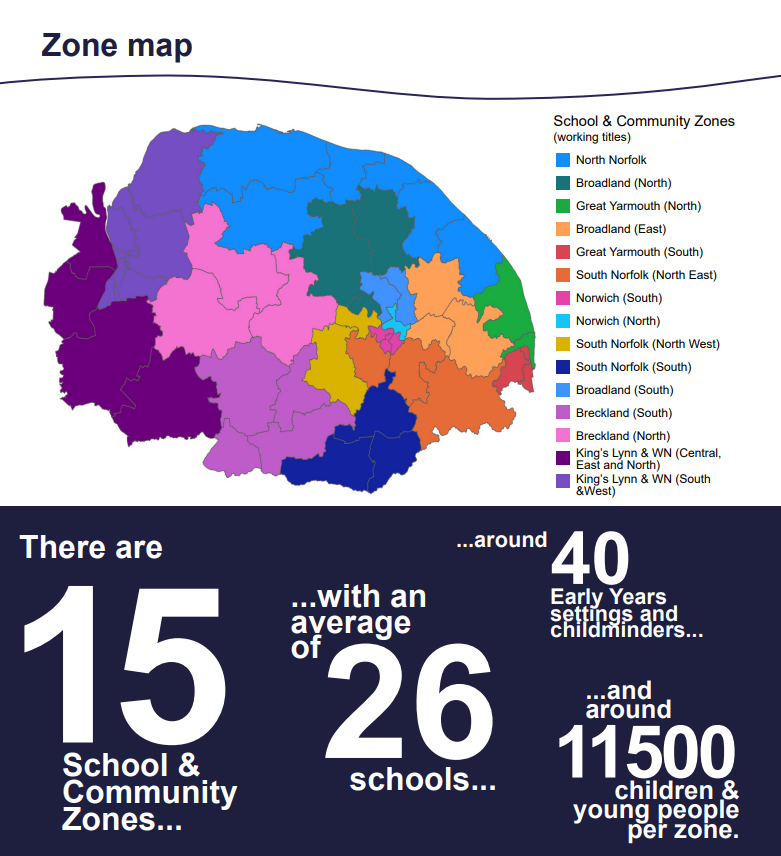 Zone map
School & Community Zones
(working titles)
North Norfolk
Broadland (North)
Great Yarmouth (North)
Broadland (East)
Great Yarmouth (South)
South Norfolk (North East)
Norwich (South)
Norwich (North)
South Norfolk (North West)
South Norfolk (South)
Broadland (South)
Breckland (South)
Breckland (North)
King's Lynn & WN (Central,
East and North)
King's Lynn & WN (South
&West)
There are
15
School &
Community
Zones...
...with an
average
of
26
schools...
...around
40
Early Years
settings and
childminders...
...and
around
11500
children &
young people
per zone.